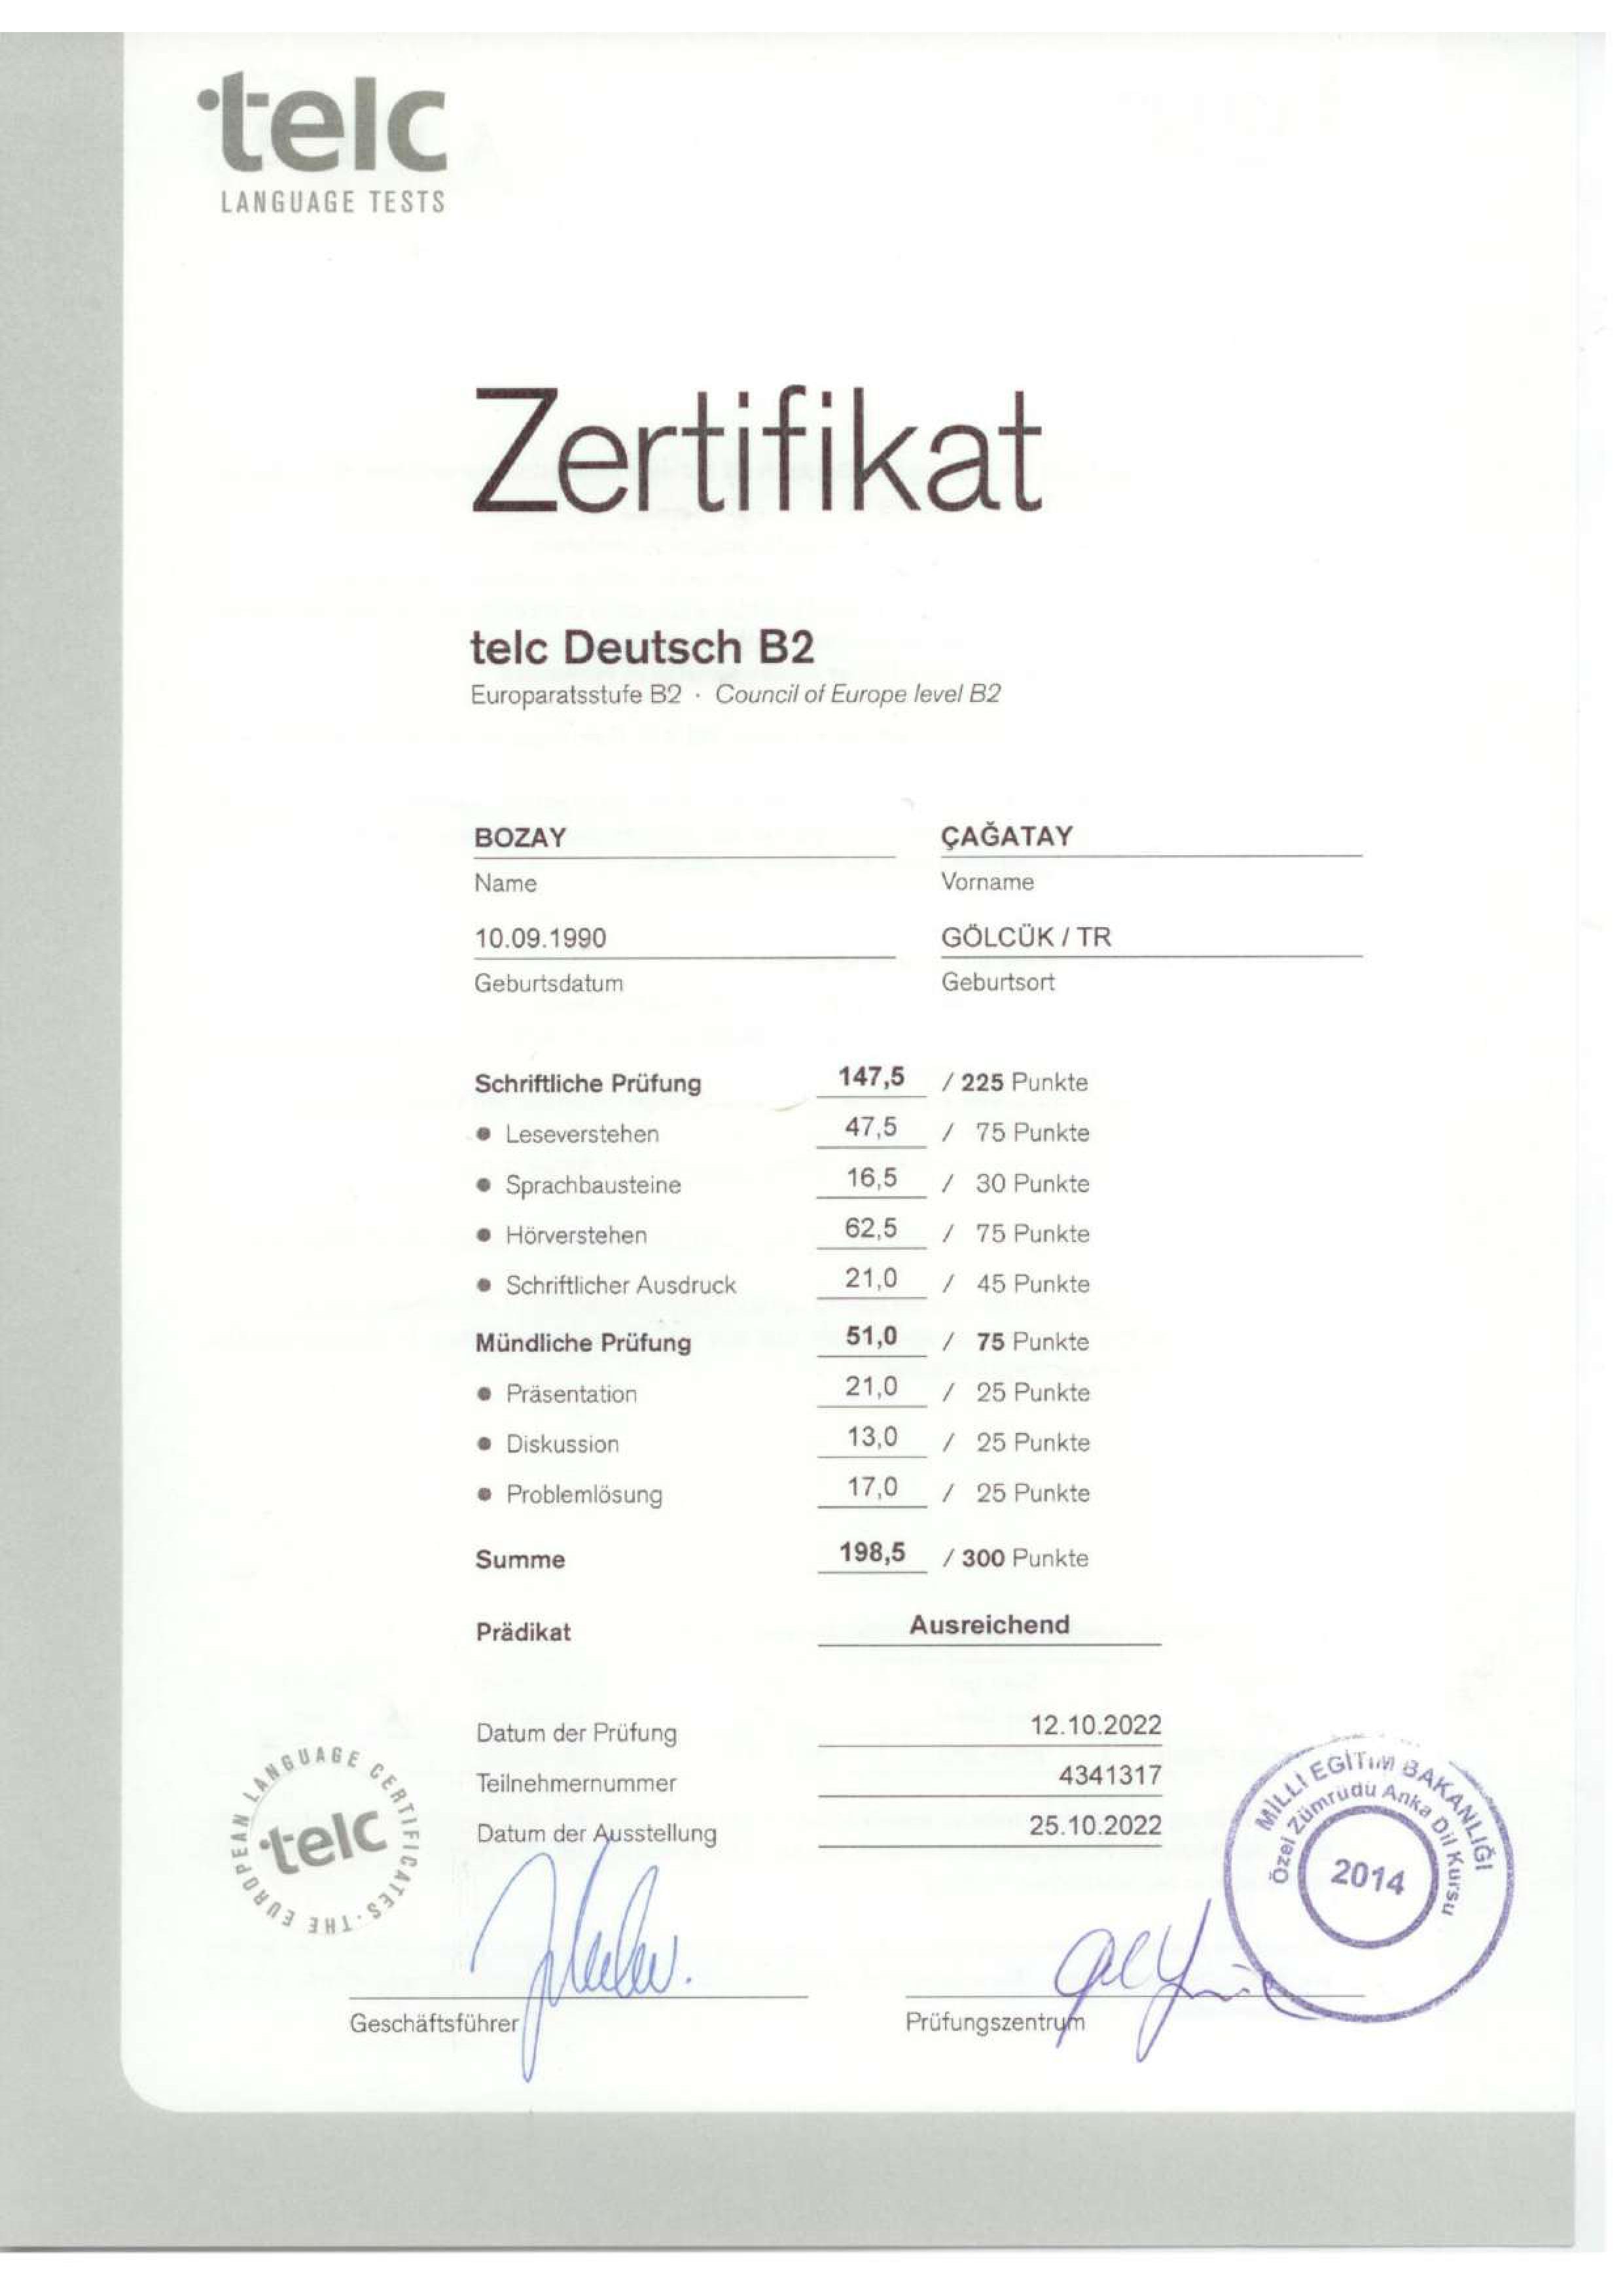 telc
LANGUAGE TESTS
Zertifikat
telc Deutsch B2
Europaratsstufe B2 · Council of Europe level B2
BOZAY ÇAĞATAY
Name Vorname
10.09.1990 GÖLCÜK / TR
Geburtsdatum Geburtsort
Schriftliche Prüfung 147,5 / 225 Punkte
• Leseverstehen 47,5 / 75 Punkte
• Sprachbausteine 16,5 / 30 Punkte
• Hörverstehen 62,5 / 75 Punkte
• Schriftlicher Ausdruck 21,0 / 45 Punkte
Mündliche Prüfung 51,0 / 75 Punkte
• Präsentation 21,0 / 25 Punkte
• Diskussion 13,0 / 25 Punkte
• Problemlösung 17,0 / 25 Punkte
Summe 198,5 / 300 Punkte
Prädikat Ausreichend
Datum der Prüfung 12.10.2022
Teilnehmernummer 4341317
Datum der Ausstellung 25.10.2022
THE EUROPEAN LANGUAGE CERTIFICATES ·
telc
MİLLİ EĞİTİM BAKANLIĞI
Özel Zümrüdü Anka Dil Kursu
2014
Geschäftsführer Prüfungszentrum